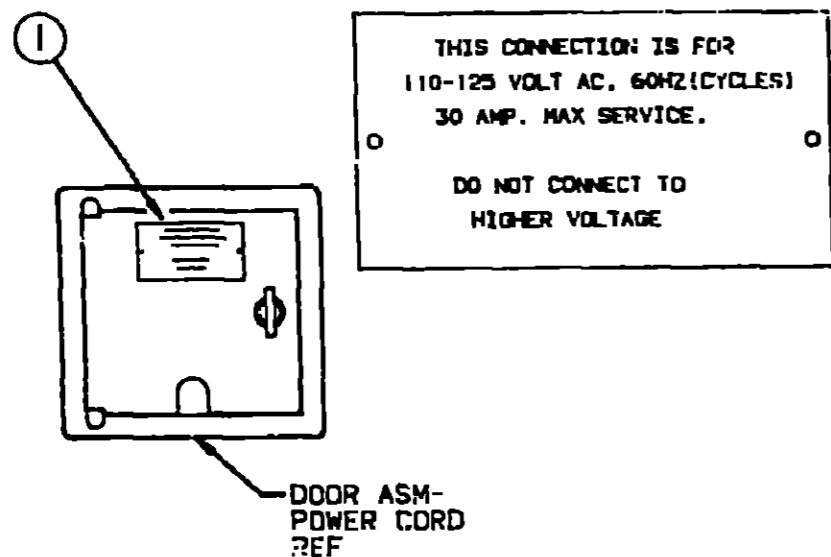 1
THIS CONNECTION IS FOR
110-125 VOLT AC, 60HZ(CYCLES)
30 AMP. MAX SERVICE.
DO NOT CONNECT TO
HIGHER VOLTAGE
DOOR ASM-
POWER CORD
REF